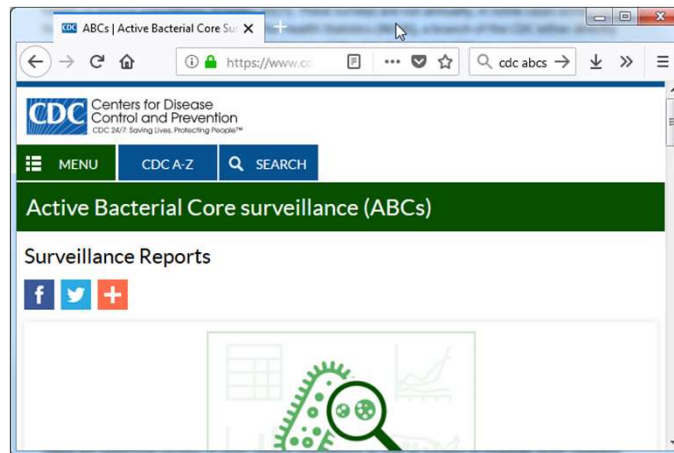 CDC ABCs | Active Bacterial Core Su
https://www.cd
cdc abcs
CDC
Centers for Disease
Control and Prevention
CDC 24/7: Saving Lives. Protecting People™
MENU
CDC A-Z
SEARCH
Active Bacterial Core surveillance (ABCs)
Surveillance Reports